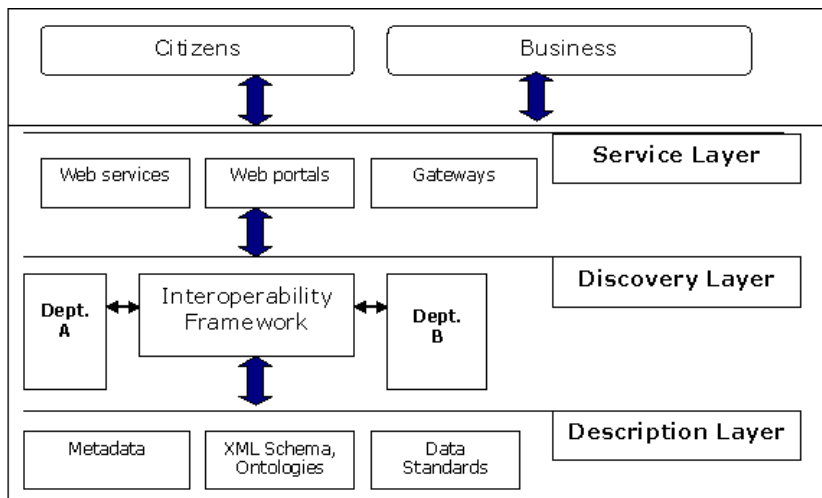 Citizens
Business
Service Layer
Web services
Web portals
Gateways
Discovery Layer
Dept.
A
Interoperability
Framework
Dept.
B
Description Layer
Metadata
XML Schema,
Ontologies
Data
Standards